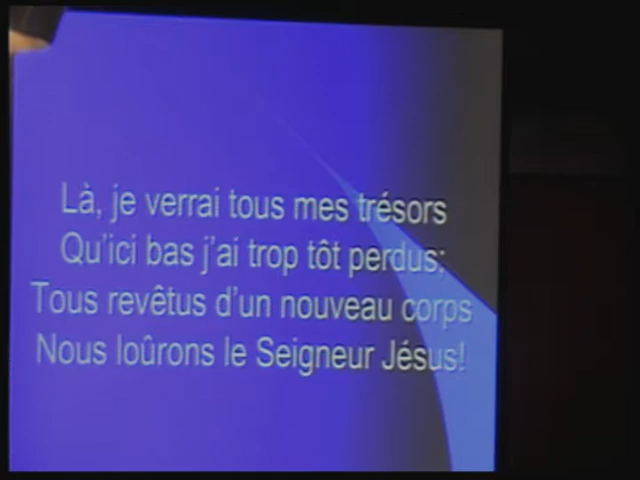 Là, je verrai tous mes trésors
Qu'ici bas j'ai trop tôt perdus;
Tous revêtus d'un nouveau corps
Nous loûrons le Seigneur Jésus!